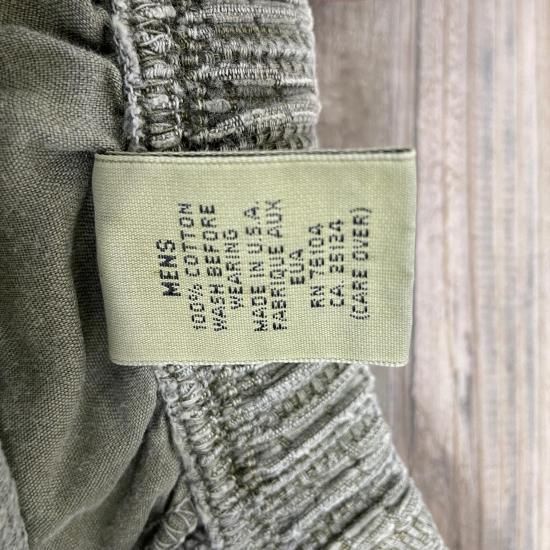 MENS
100% COTTON
WASH BEFORE
WEARING
MADE IN U.S.A.
FABRIQUE AUX
EUA
RN 78104
CA. 25124
(CARE OVER)